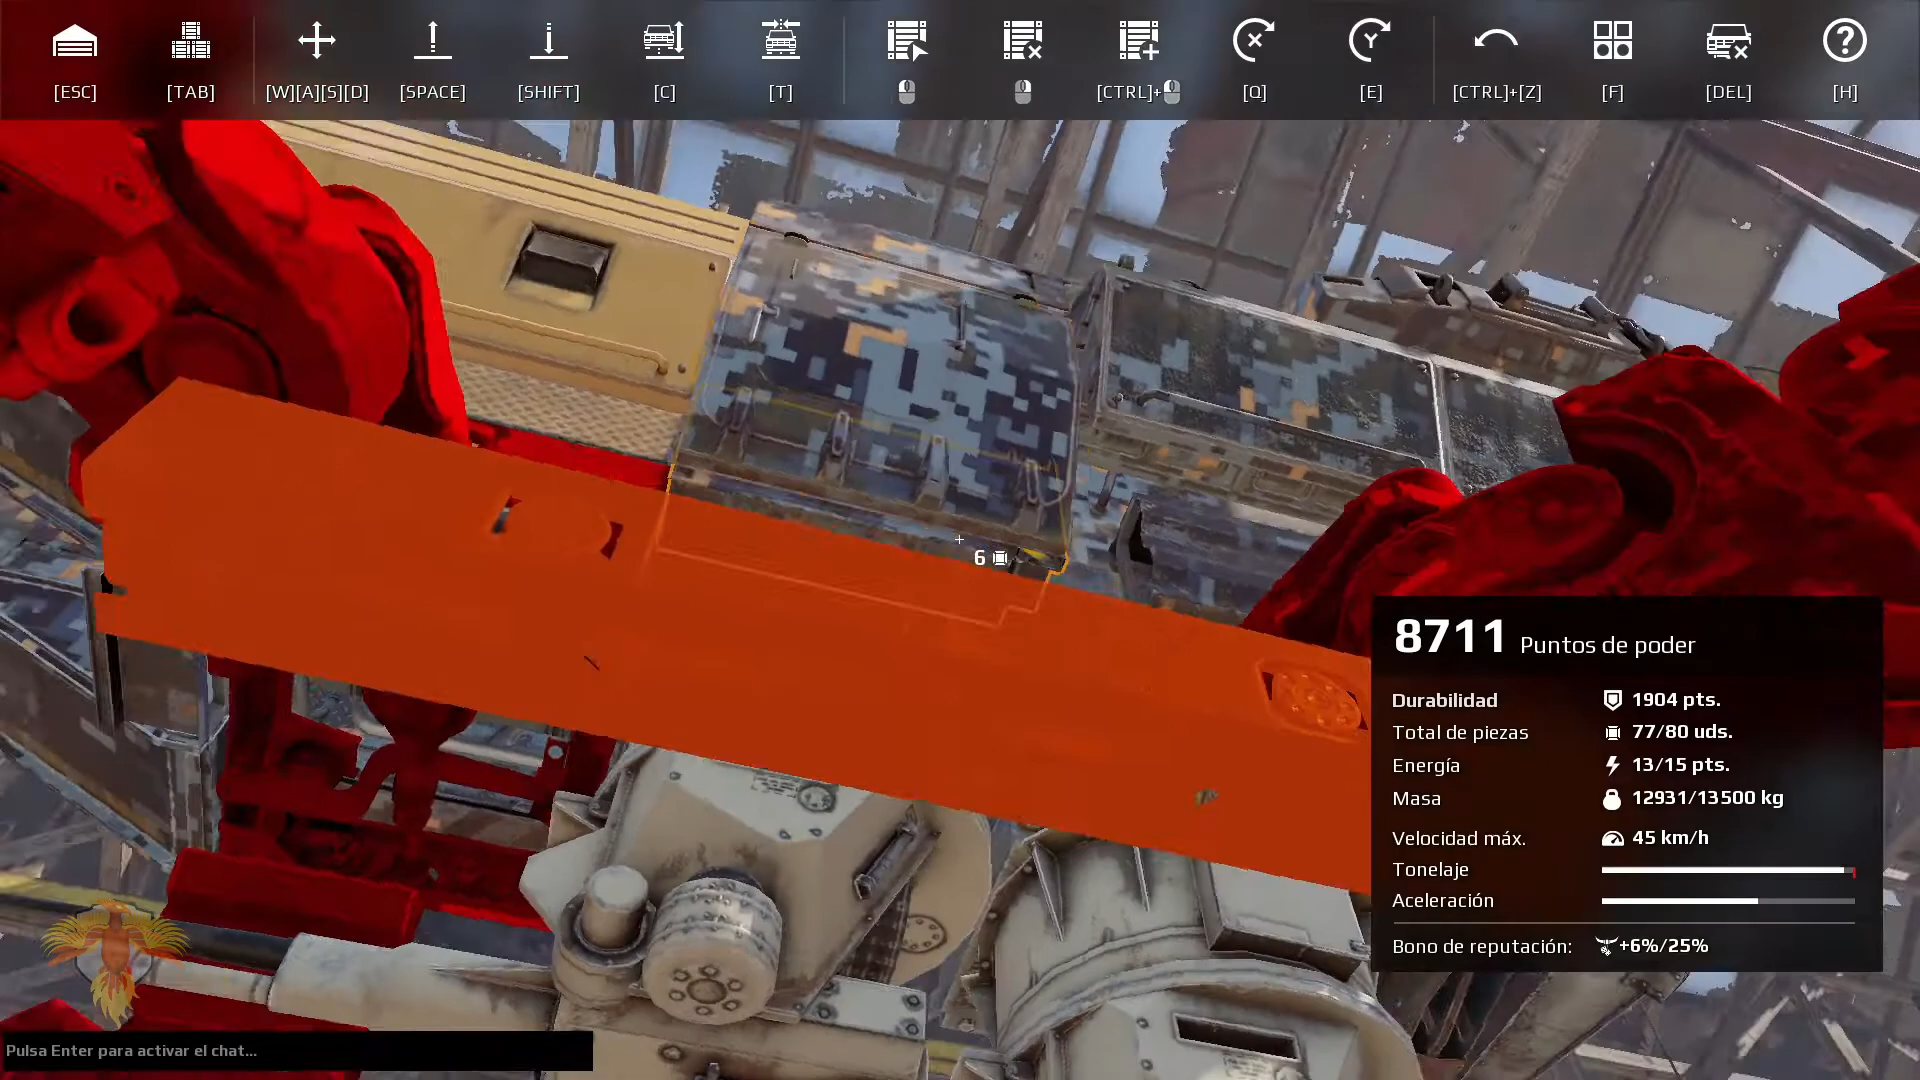 [ESC] [TAB] [W][A][S][D] [SPACE] [SHIFT] [C] [T] [CTRL]+ [Q] [E] [CTRL]+[Z] [F] [DEL] [H]
X Y ?
6
8711 Puntos de poder
Durabilidad 1904 pts.
Total de piezas 77/80 uds.
Energía 13/15 pts.
Masa 12931/13500 kg
Velocidad máx. 45 km/h
Tonelaje
Aceleración
Bono de reputación: +6%/25%
Pulsa Enter para activar el chat...